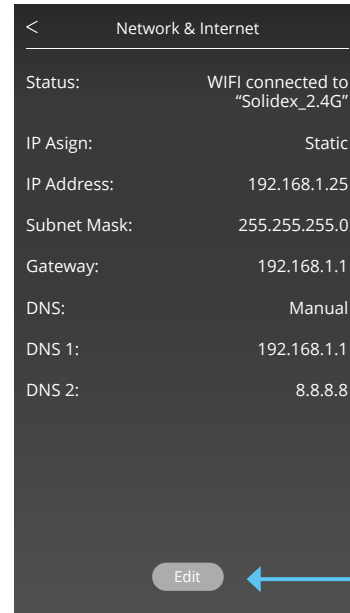 < Network & Internet
Status: WIFI connected to
“Solidex_2.4G”
IP Asign: Static
IP Address: 192.168.1.25
Subnet Mask: 255.255.255.0
Gateway: 192.168.1.1
DNS: Manual
DNS 1: 192.168.1.1
DNS 2: 8.8.8.8
Edit